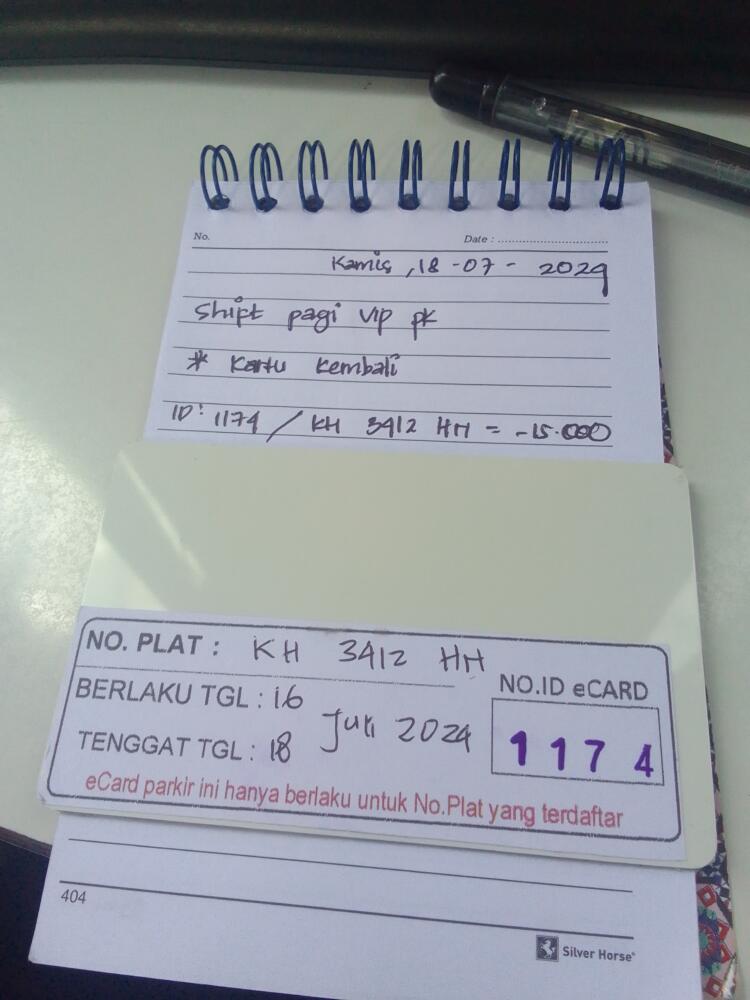 No.
Date : ................................
Kamis, 18 - 07 - 2024
Shift pagi vip pk
* Kartu kembali
ID: 1174 / KH 3412 HH = -15.000
NO. PLAT : KH 3412 HH
BERLAKU TGL : 16
Juli 2024
TENGGAT TGL : 18
NO.ID eCARD
1174
eCard parkir ini hanya berlaku untuk No.Plat yang terdaftar
404
Silver Horse